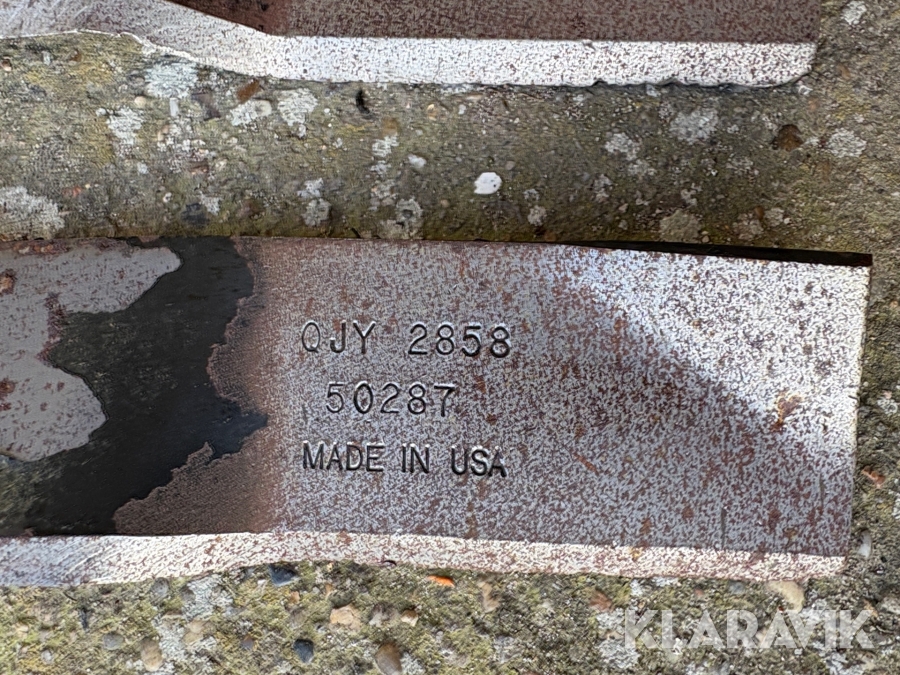 QJY 2858
50287
MADE IN USA
KLARAVIK